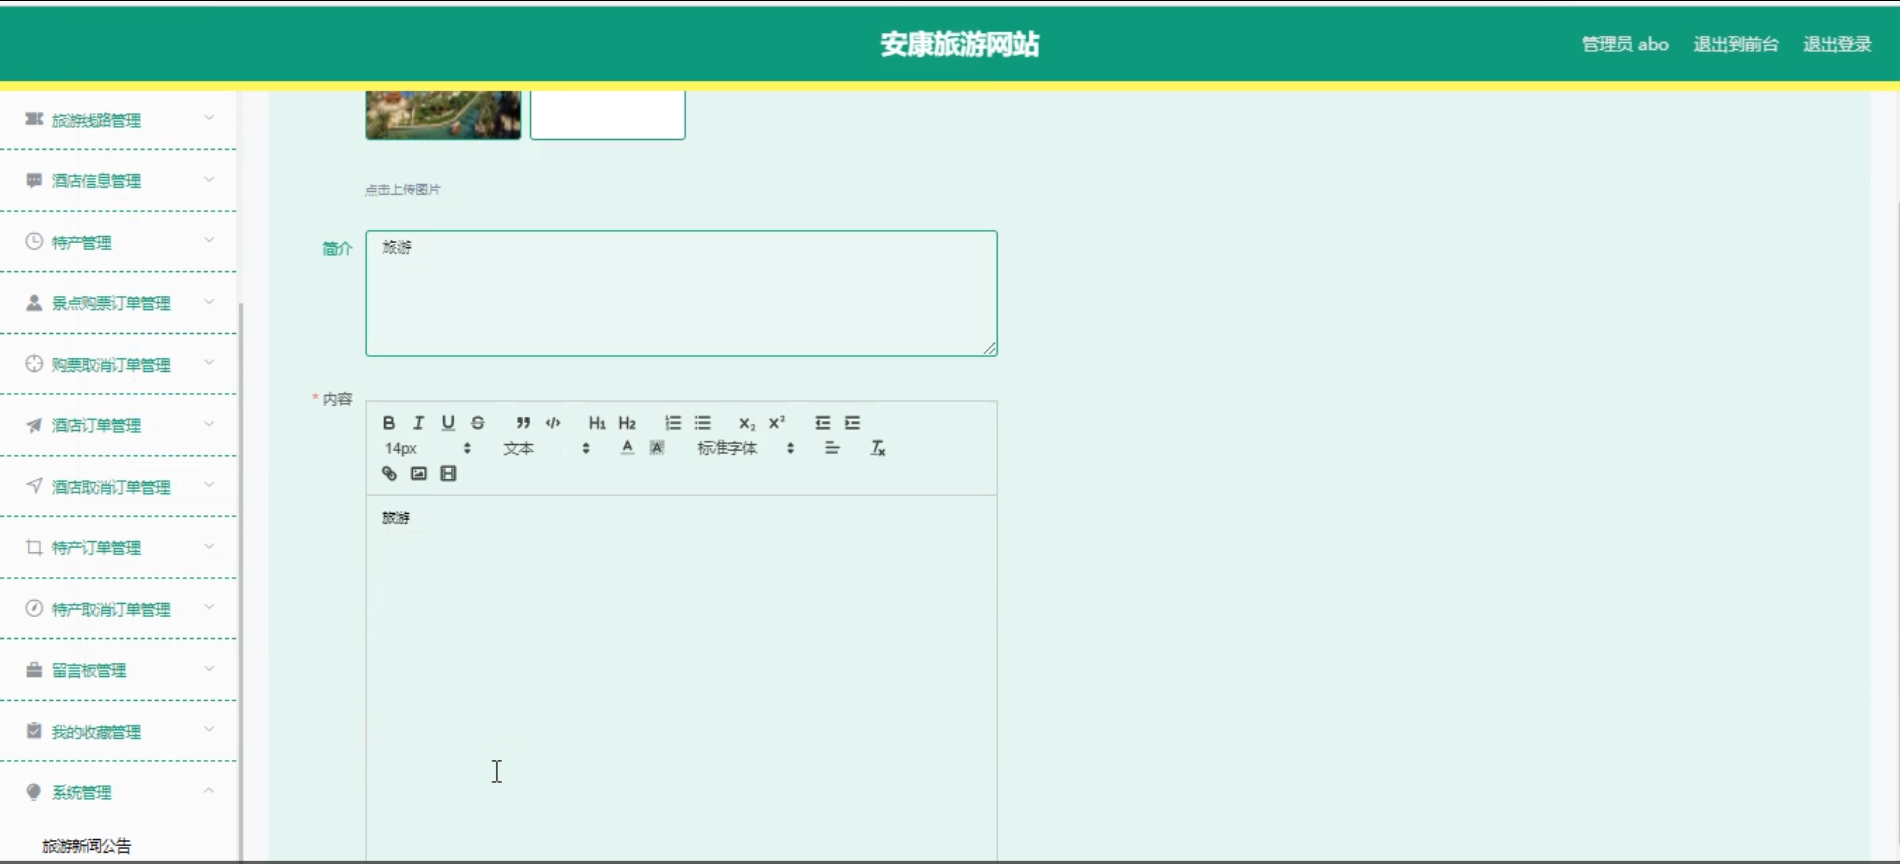 安康旅游网站
管理员 abo 退出到前台 退出登录
旅游线路管理
酒店信息管理
特产管理
景点购票订单管理
购票取消订单管理
酒店订单管理
酒店取消订单管理
特产订单管理
特产取消订单管理
留言板管理
我的收藏管理
系统管理
旅游新闻公告
点击上传图片
简介
旅游
* 内容
B I U S ” </> H1 H2 X₂ X²
14px 文本 A A 标准字体 Tx
旅游